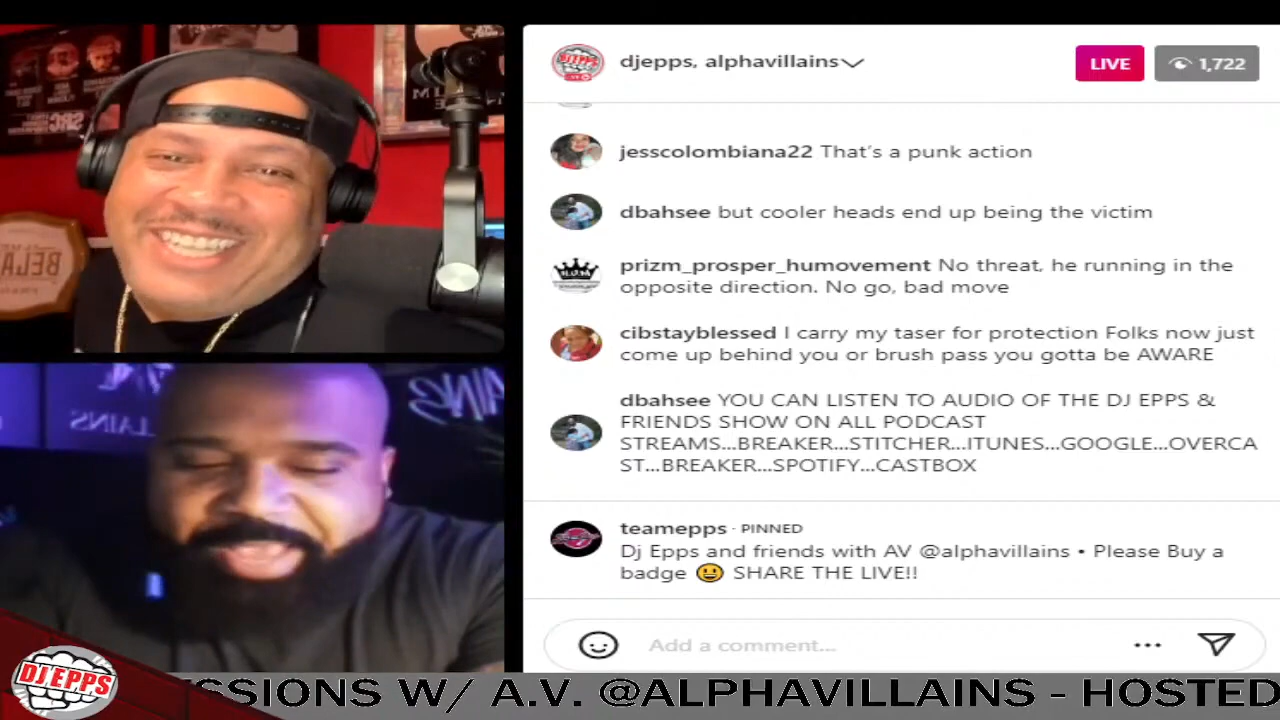 djepps, alphavillains
LIVE
1,722
jesscolombiana22 That's a punk action
dbahsee but cooler heads end up being the victim
prizm_prosper_humovement No threat, he running in the
opposite direction. No go, bad move
cibstayblessed I carry my taser for protection Folks now just
come up behind you or brush pass you gotta be AWARE
dbahsee YOU CAN LISTEN TO AUDIO OF THE DJ EPPS &
FRIENDS SHOW ON ALL PODCAST
STREAMS...BREAKER...STITCHER...ITUNES...GOOGLE...OVERCA
ST...BREAKER...SPOTIFY...CASTBOX
teamepps · PINNED
Dj Epps and friends with AV @alphavillains • Please Buy a
badge 😀 SHARE THE LIVE!!
Add a comment...
DJ EPPS
SSIONS W/ A.V. @ALPHAVILLAINS - HOSTED